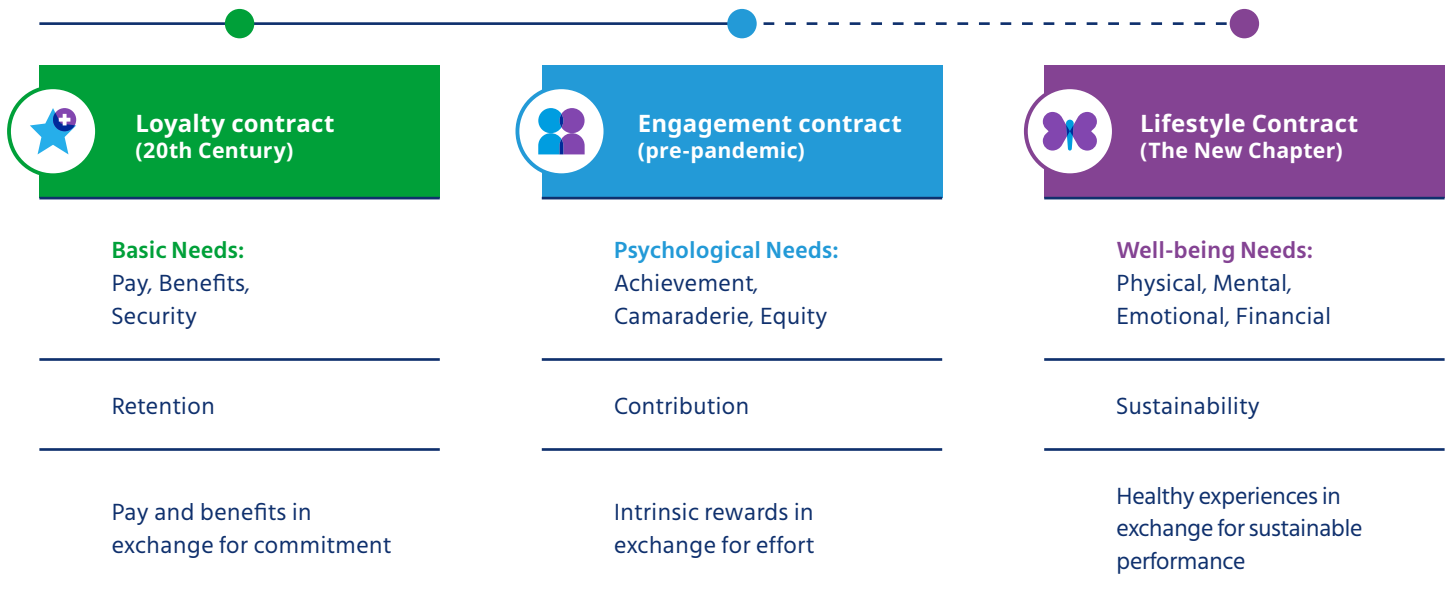 Loyalty contract
(20th Century)
Basic Needs:
Pay, Benefits,
Security
Retention
Pay and benefits in
exchange for commitment
Engagement contract
(pre-pandemic)
Psychological Needs:
Achievement,
Camaraderie, Equity
Contribution
Intrinsic rewards in
exchange for effort
Lifestyle Contract
(The New Chapter)
Well-being Needs:
Physical, Mental,
Emotional, Financial
Sustainability
Healthy experiences in
exchange for sustainable
performance